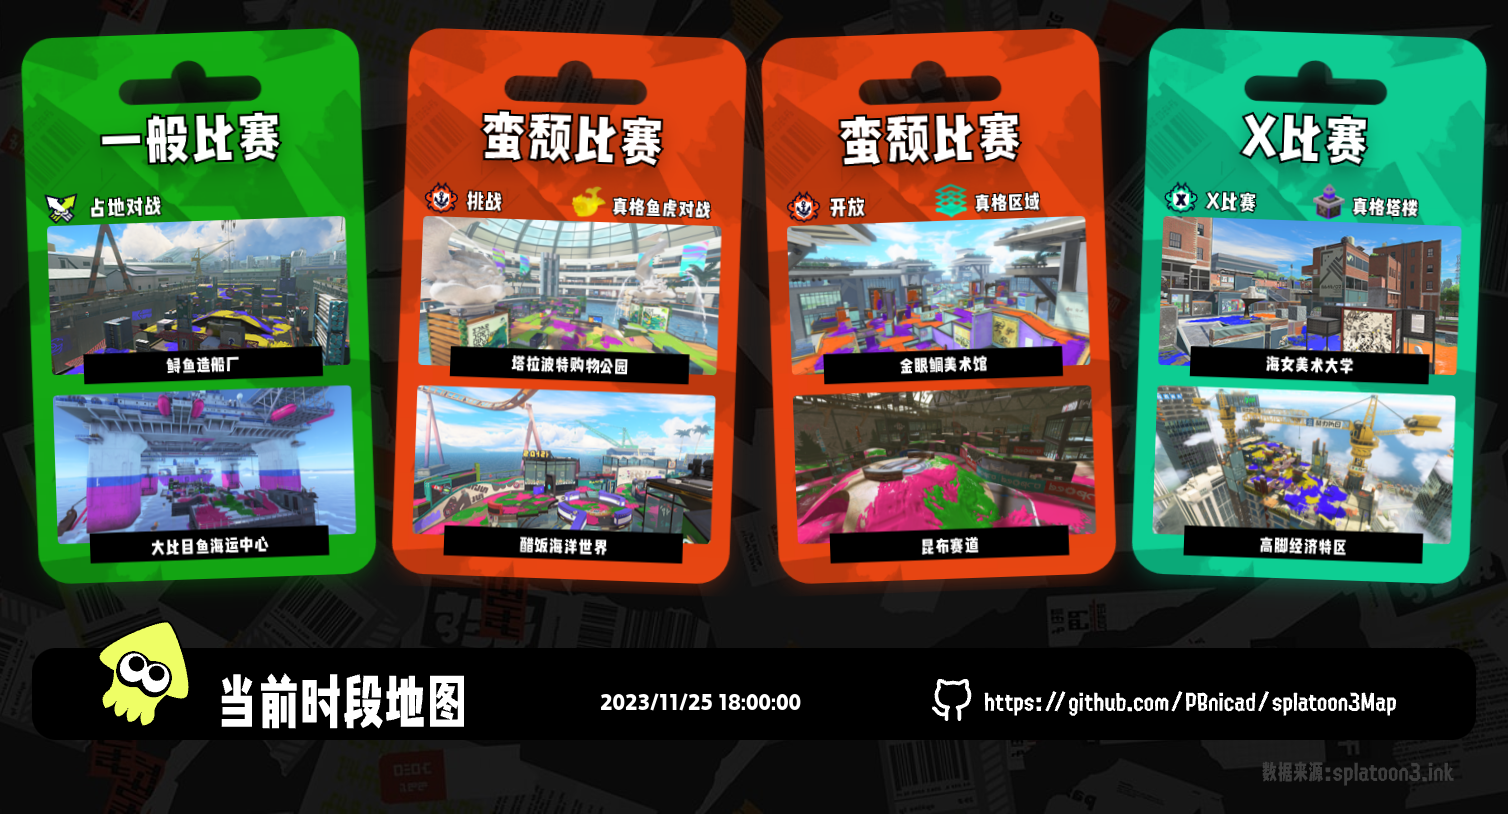 一般比赛
占地对战
鲟鱼造船厂
大比目鱼海运中心
蛮颓比赛
挑战
真格鱼虎对战
塔拉波特购物公园
醋饭海洋世界
蛮颓比赛
开放
真格区域
金眼鲷美术馆
昆布赛道
X比赛
X比赛
真格塔楼
海女美术大学
高脚经济特区
当前时段地图
2023/11/25 18:00:00
https://github.com/PBnicad/splatoon3Map
数据来源:splatoon3.ink